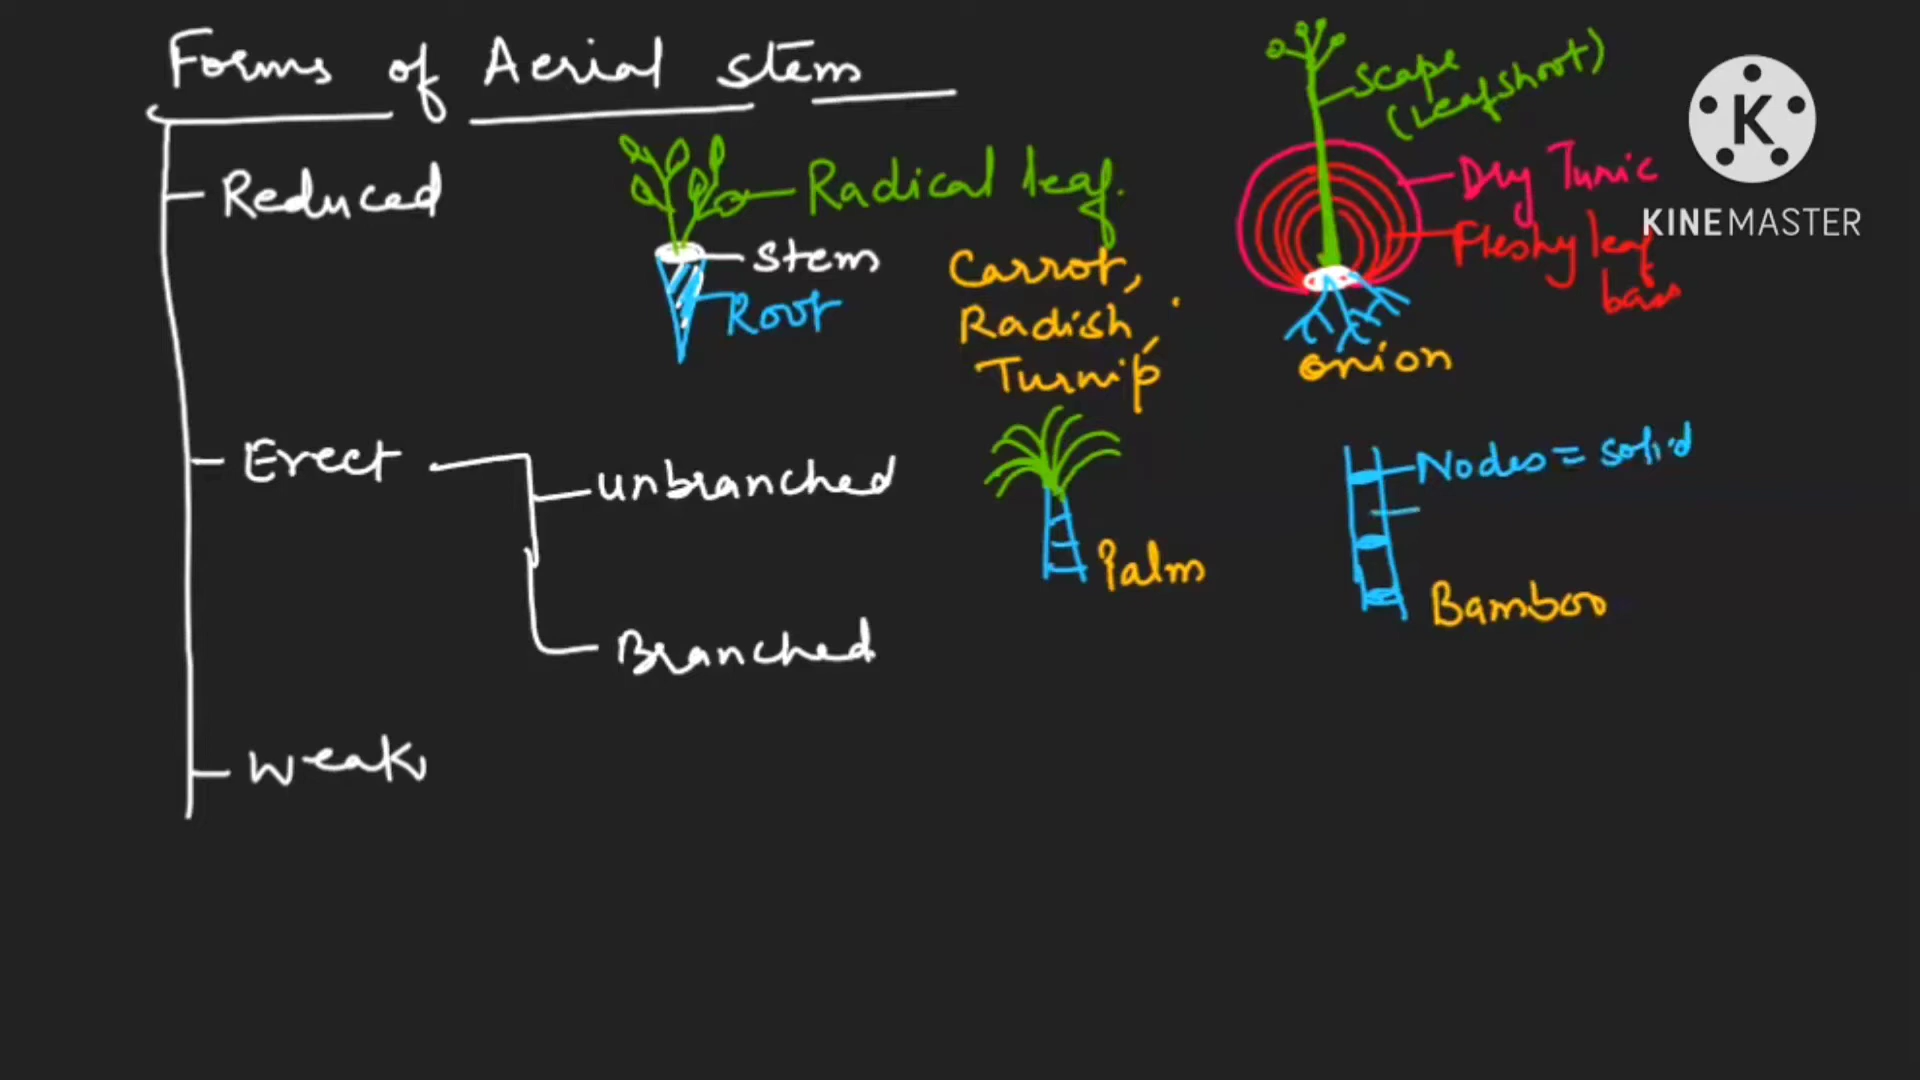 Forms of Aerial stem
Scape
(Leafshoot)
Reduced
Radical leaf.
Dry Tunic
KINEMASTER
Stem
Root
Carrot,
Radish,
Turnip
Fleshy leaf
onion
Erect
unbranched
Palm
Nodes = solid
Bamboo
Branched
weak